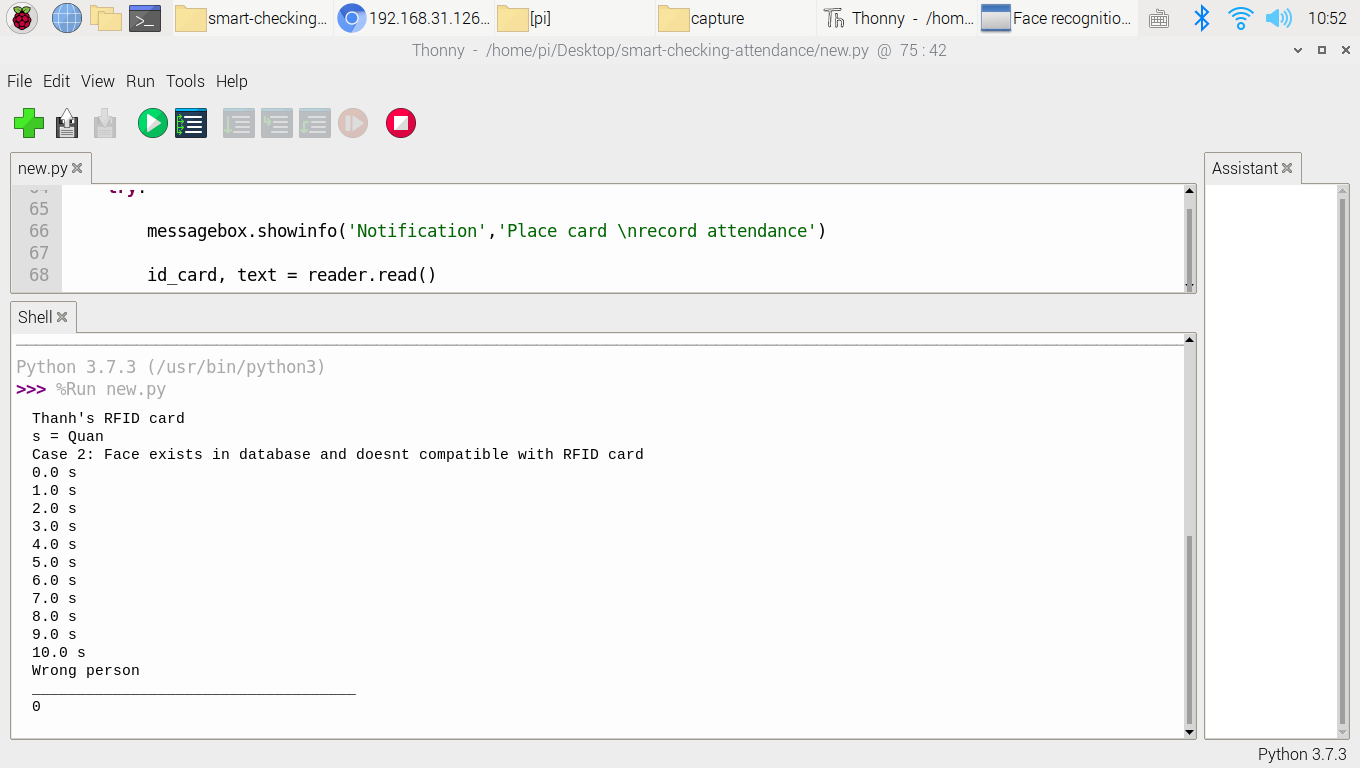 smart-checking...
192.168.31.126...
[pi]
capture
Thonny - /hom...
Face recognitio...
10:52
Thonny - /home/pi/Desktop/smart-checking-attendance/new.py @ 75 : 42
File Edit View Run Tools Help
new.py
Assistant
64 try:
65
66 messagebox.showinfo('Notification','Place card \nrecord attendance')
67
68 id_card, text = reader.read()
Shell
Python 3.7.3 (/usr/bin/python3)
>>> %Run new.py
Thanh's RFID card
s = Quan
Case 2: Face exists in database and doesnt compatible with RFID card
0.0 s
1.0 s
2.0 s
3.0 s
4.0 s
5.0 s
6.0 s
7.0 s
8.0 s
9.0 s
10.0 s
Wrong person
____________________________________
0
Python 3.7.3